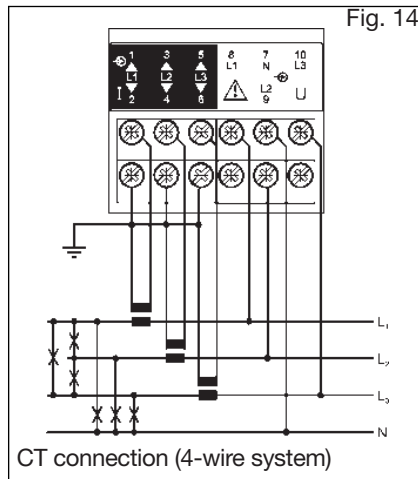 Fig. 14
1 3 5 8 7 10
L1 N L3
L1 L2 L3
L2
I U
2 4 6 9
L1
L2
L3
N
CT connection (4-wire system)